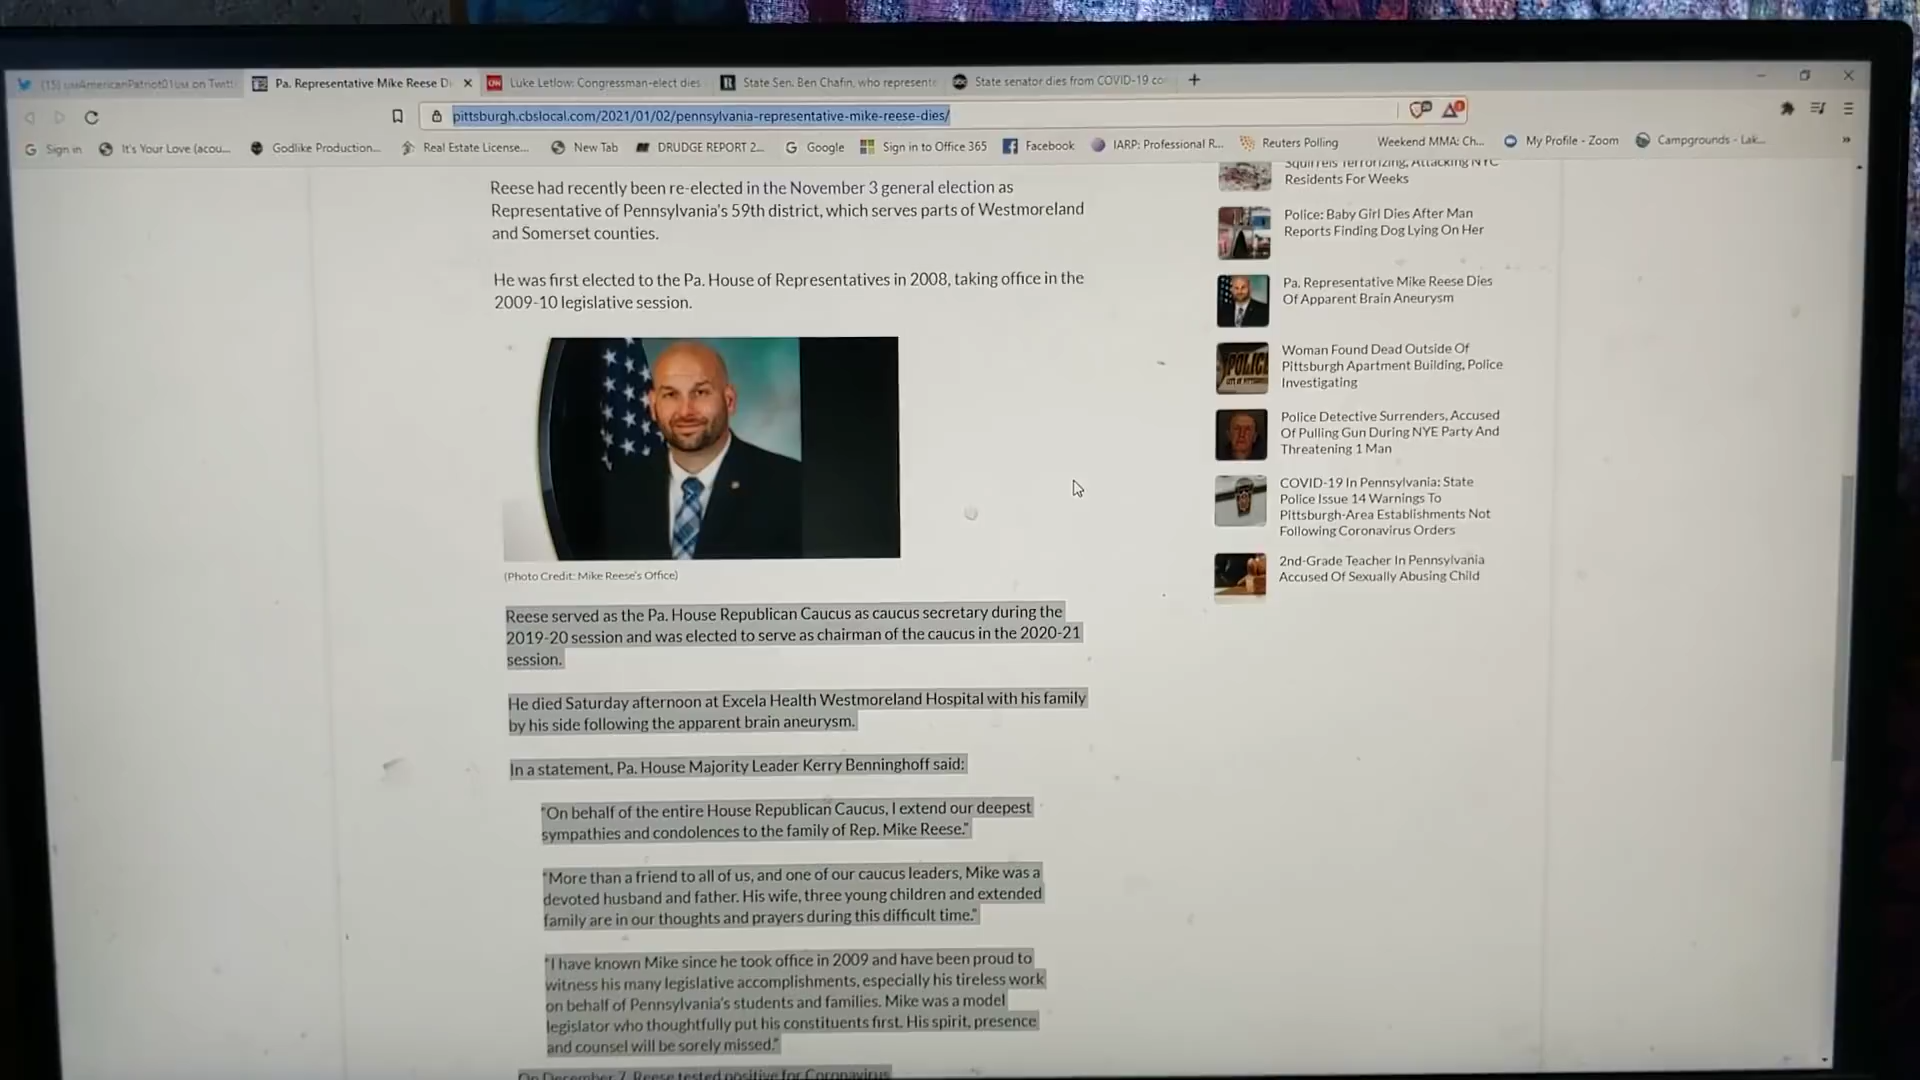 (15) on Twitt
Pa. Representative Mike Reese D
CNN
Luke Letlow: Congressman-elect dies
State Sen. Ben Chafin, who represente
State senator dies from COVID-19 co
pittsburgh.cbslocal.com/2021/01/02/pennsylvania-representative-mike-reese-dies/
Sign in
It's Your Love (acou...
Godlike Production...
Real Estate License...
New Tab
DRUDGE REPORT 2...
Google
Sign in to Office 365
Facebook
IARP: Professional R...
Reuters Polling
Weekend MMA: Ch...
My Profile - Zoom
Campgrounds - Lak...
Reese had recently been re-elected in the November 3 general election as
Representative of Pennsylvania's 59th district, which serves parts of Westmoreland
and Somerset counties.
He was first elected to the Pa. House of Representatives in 2008, taking office in the
2009-10 legislative session.
(Photo Credit: Mike Reese's Office)
Reese served as the Pa. House Republican Caucus as caucus secretary during the
2019-20 session and was elected to serve as chairman of the caucus in the 2020-21
session.
He died Saturday afternoon at Excela Health Westmoreland Hospital with his family
by his side following the apparent brain aneurysm.
In a statement, Pa. House Majority Leader Kerry Benninghoff said:
"On behalf of the entire House Republican Caucus, I extend our deepest
sympathies and condolences to the family of Rep. Mike Reese."
"More than a friend to all of us, and one of our caucus leaders, Mike was a
devoted husband and father. His wife, three young children and extended
family are in our thoughts and prayers during this difficult time."
"I have known Mike since he took office in 2009 and have been proud to
witness his many legislative accomplishments, especially his tireless work
on behalf of Pennsylvania's students and families. Mike was a model
legislator who thoughtfully put his constituents first. His spirit, presence
and counsel will be sorely missed."
On December 7, Reese tested positive for Coronavirus
Squirrels Terrorizing, Attacking NYC
Residents For Weeks
Police: Baby Girl Dies After Man
Reports Finding Dog Lying On Her
Pa. Representative Mike Reese Dies
Of Apparent Brain Aneurysm
POLICE
Woman Found Dead Outside Of
Pittsburgh Apartment Building, Police
Investigating
Police Detective Surrenders, Accused
Of Pulling Gun During NYE Party And
Threatening 1 Man
COVID-19 In Pennsylvania: State
Police Issue 14 Warnings To
Pittsburgh-Area Establishments Not
Following Coronavirus Orders
2nd-Grade Teacher In Pennsylvania
Accused Of Sexually Abusing Child